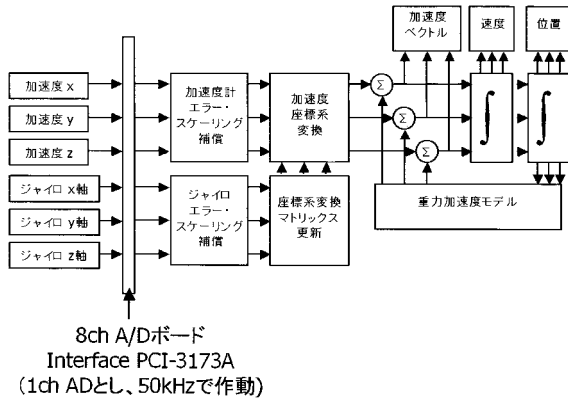 加速度
ベクトル
速度
位置
加速度 x
加速度 y
加速度 z
ジャイロ x軸
ジャイロ y軸
ジャイロ z軸
加速度計
エラー・
スケーリング
補償
ジャイロ
エラー・
スケーリング
補償
加速度
座標系
変換
座標系変換
マトリックス
更新
Σ
Σ
Σ
∫
∫
重力加速度モデル
8ch A/Dボード
Interface PCI-3173A
(1ch ADとし、50kHzで作動)